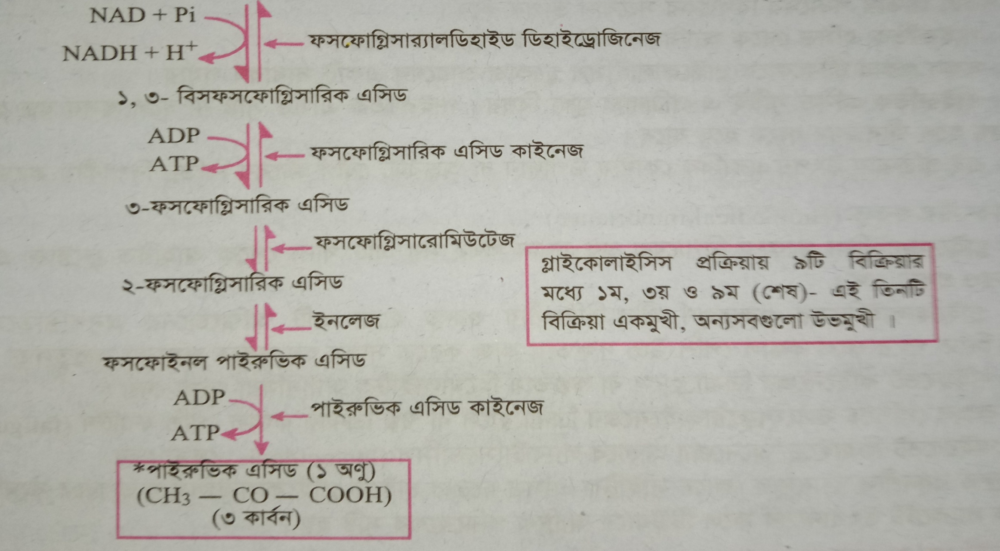 NAD + Pi
ফসফোগ্লিসার‍্যালডিহাইড ডিহাইড্রোজিনেজ
NADH + H⁺
১, ৩- বিসফসফোগ্লিসারিক এসিড
ADP
ফসফোগ্লিসারিক এসিড কাইনেজ
ATP
৩-ফসফোগ্লিসারিক এসিড
ফসফোগ্লিসারোমিউটেজ
২-ফসফোগ্লিসারিক এসিড
ইনলেজ
গ্লাইকোলাইসিস প্রক্রিয়ায় ৯টি বিক্রিয়ার
মধ্যে ১ম, ৩য় ও ৯ম (শেষ)- এই তিনটি
বিক্রিয়া একমুখী, অন্যসবগুলো উভমুখী ।
ফসফোইনল পাইরুভিক এসিড
ADP
পাইরুভিক এসিড কাইনেজ
ATP
*পাইরুভিক এসিড (১ অণু)
(CH₃ — CO — COOH)
(৩ কার্বন)